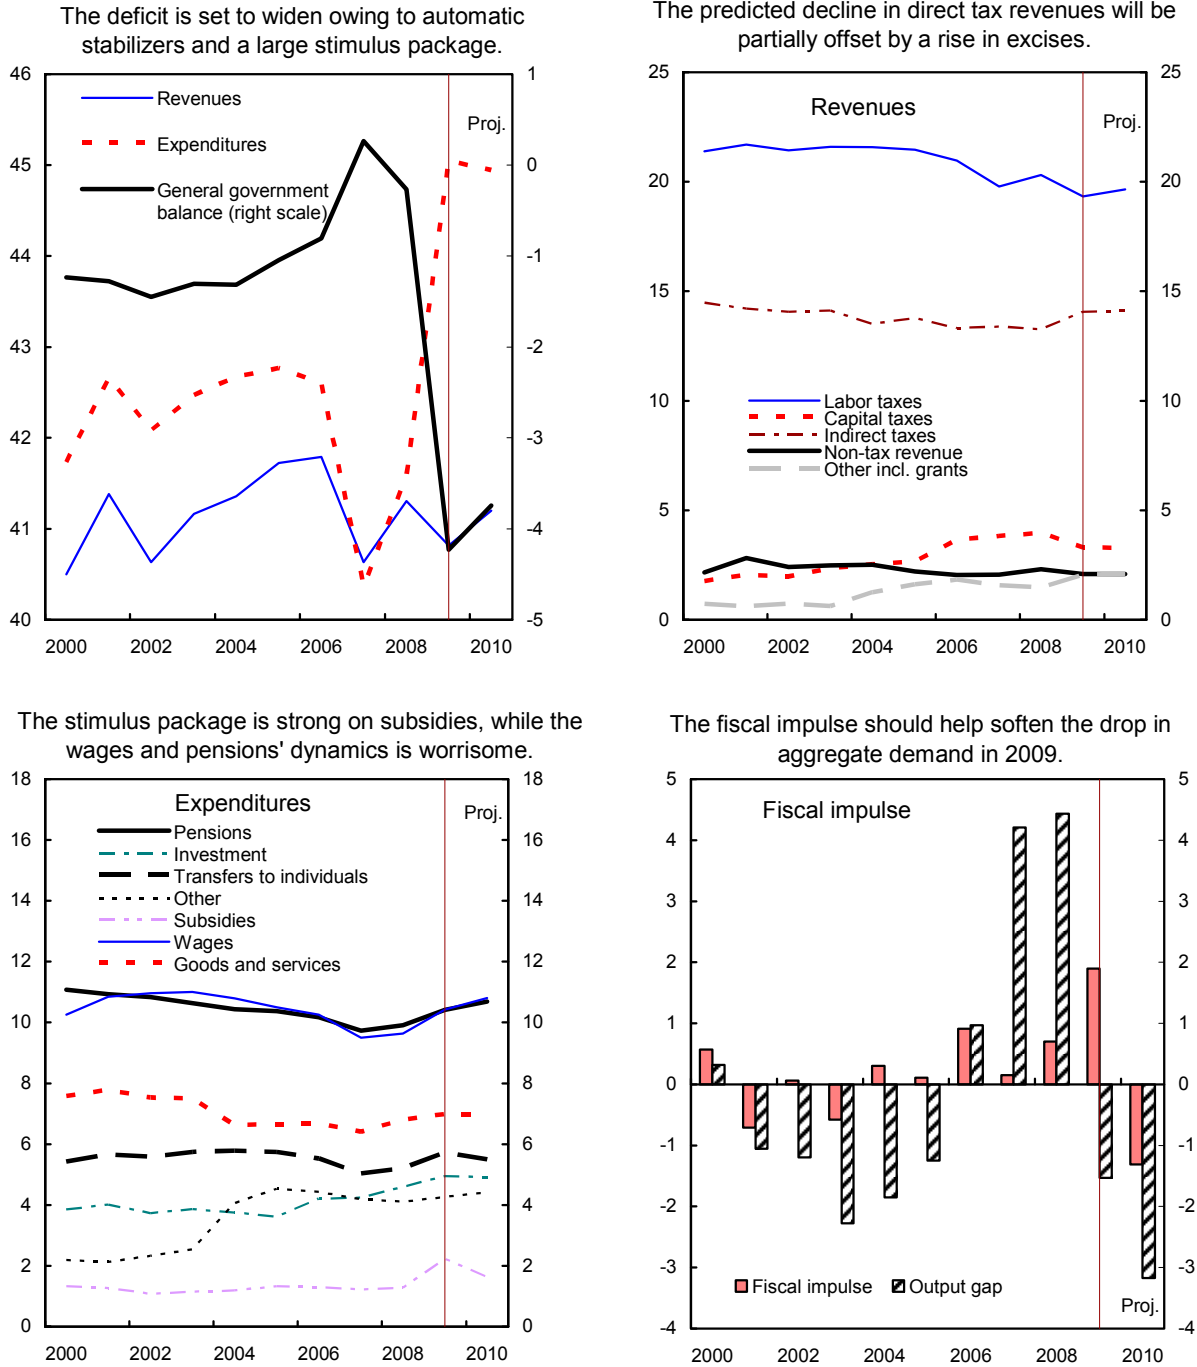 The deficit is set to widen owing to automatic
stabilizers and a large stimulus package.
46
45
44
43
42
41
40
1
0
-1
-2
-3
-4
-5
Revenues
Expenditures
General government
balance (right scale)
Proj.
2000 2002 2004 2006 2008 2010
The predicted decline in direct tax revenues will be
partially offset by a rise in excises.
25
20
15
10
5
0
25
20
15
10
5
0
Revenues
Proj.
Labor taxes
Capital taxes
Indirect taxes
Non-tax revenue
Other incl. grants
2000 2002 2004 2006 2008 2010
The stimulus package is strong on subsidies, while the
wages and pensions' dynamics is worrisome.
18
16
14
12
10
8
6
4
2
0
18
16
14
12
10
8
6
4
2
0
Expenditures
Proj.
Pensions
Investment
Transfers to individuals
Other
Subsidies
Wages
Goods and services
2000 2002 2004 2006 2008 2010
The fiscal impulse should help soften the drop in
aggregate demand in 2009.
5
4
3
2
1
0
-1
-2
-3
-4
5
4
3
2
1
0
-1
-2
-3
-4
Fiscal impulse
Fiscal impulse Output gap
Proj.
2000 2002 2004 2006 2008 2010